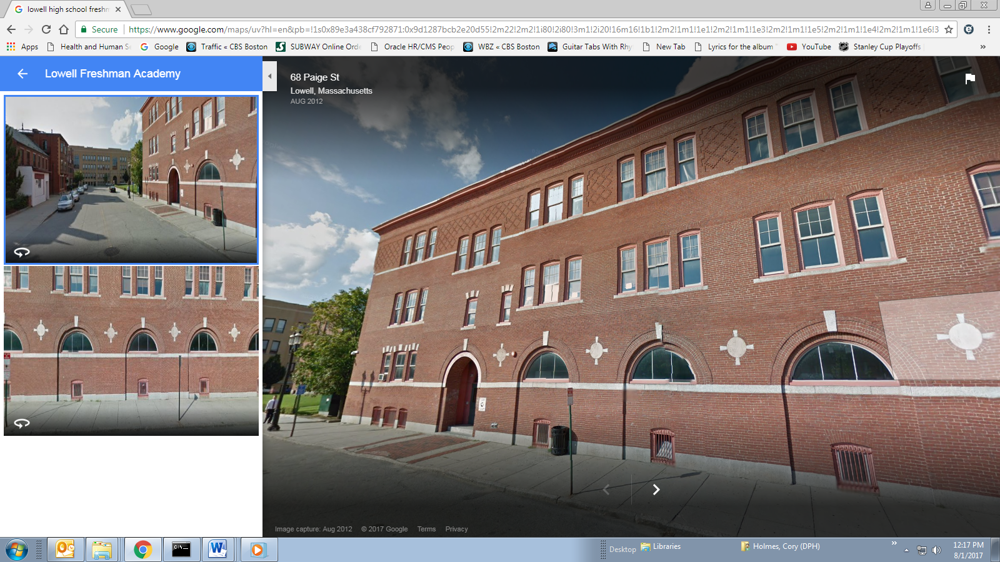 lowell high school freshm
Secure
https://www.google.com/maps/uv?hl=en&pb=!1s0x89e3a438cf792871:0x9d1287bcb2e20d55!2m22!2m2!1i80!2i80!3m1!2i20!16m16!1b1!2m2!1m1!1e1!2m2!1m1!1e3!2m2!1m1!1e5!2m2!1m1!1e4!2m2!1m1!1e6!3
Apps
Health and Human Se
Google
Traffic « CBS Boston
SUBWAY Online Orde
Oracle HR/CMS Peop
WBZ « CBS Boston
Guitar Tabs With Rhy
New Tab
Lyrics for the album "
YouTube
Stanley Cup Playoffs
»
Lowell Freshman Academy
68 Paige St
Lowell, Massachusetts
AUG 2012
Image capture: Aug 2012
© 2017 Google
Terms
Privacy
Desktop
Libraries
Holmes, Cory (DPH)
»
12:17 PM
8/1/2017